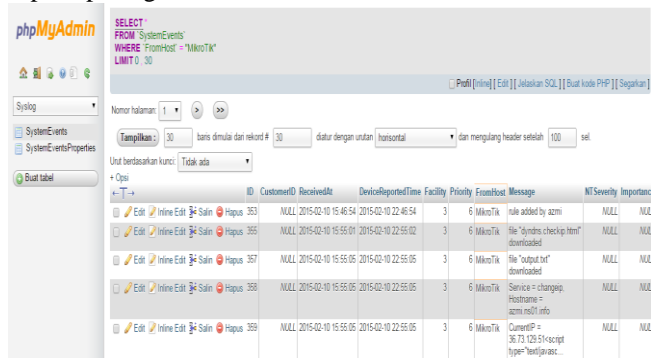 phpMyAdmin
Syslog
SystemEvents
SystemEventsProperties
Buat tabel
SELECT *
FROM `SystemEvents`
WHERE `FromHost` = "MikroTik"
LIMIT 0 , 30
Profil [Inline] [ Edit ] [ Jelaskan SQL ] [ Buat kode PHP ] [ Segarkan ]
Nomor halaman: 1 > >>
Tampilkan : 30 baris dimulai dari rekord # 30 diatur dengan urutan horisontal dan mengulang header setelah 100 sel.
Urut berdasarkan kunci: Tidak ada
+ Opsi
←T→ ID CustomerID ReceivedAt DeviceReportedTime Facility Priority FromHost Message NTSeverity Importanc
Edit Inline Edit Salin Hapus 353 NULL 2015-02-10 15:46:54 2015-02-10 22:46:54 3 6 MikroTik rule added by azmi NULL NUL
Edit Inline Edit Salin Hapus 355 NULL 2015-02-10 15:55:01 2015-02-10 22:55:02 3 6 MikroTik file "dyndns.checkip.html" NULL NUL
downloaded
Edit Inline Edit Salin Hapus 357 NULL 2015-02-10 15:55:05 2015-02-10 22:55:05 3 6 MikroTik file "output.txt" NULL NUL
downloaded
Edit Inline Edit Salin Hapus 358 NULL 2015-02-10 15:55:05 2015-02-10 22:55:05 3 6 MikroTik Service = changeip, NULL NUL
Hostname =
azmi.ns01.info
Edit Inline Edit Salin Hapus 359 NULL 2015-02-10 15:55:05 2015-02-10 22:55:05 3 6 MikroTik CurrentIP = NULL NUL
36.73.129.51<script
type="text/javasc...